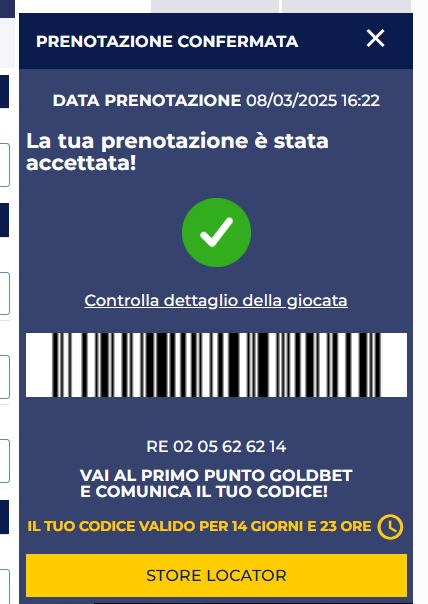 PRENOTAZIONE CONFERMATA
DATA PRENOTAZIONE 08/03/2025 16:22
La tua prenotazione è stata
accettata!
Controlla dettaglio della giocata
RE 02 05 62 62 14
VAI AL PRIMO PUNTO GOLDBET
E COMUNICA IL TUO CODICE!
IL TUO CODICE VALIDO PER 14 GIORNI E 23 ORE
STORE LOCATOR